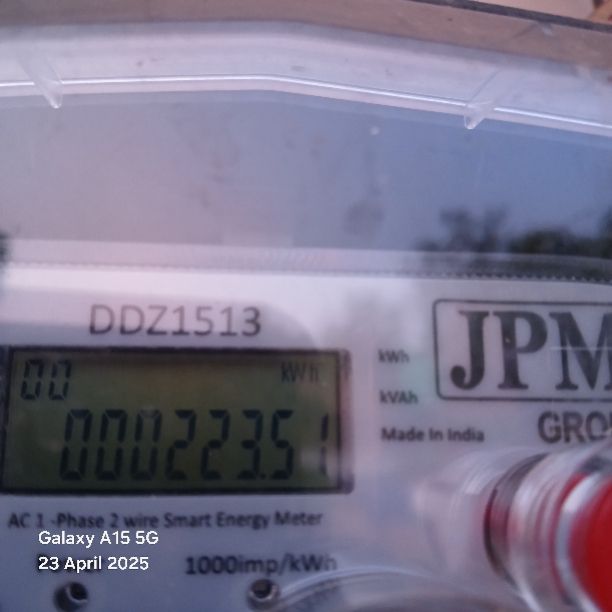 DDZ1513
JPM
GROU
kWh
kVAh
Made In India
00 kWh
000223.51
AC 1-Phase 2 wire Smart Energy Meter
1000imp/kWh
Galaxy A15 5G
23 April 2025